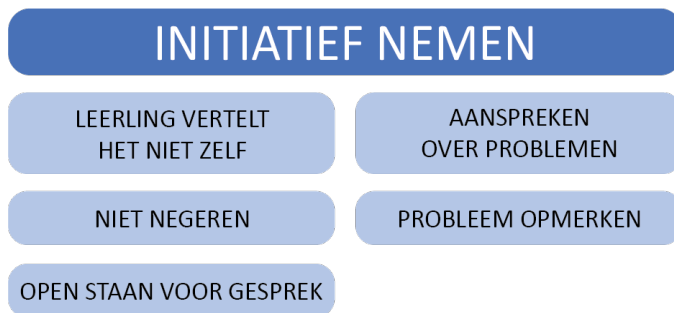 INITIATIEF NEMEN
LEERLING VERTELT
HET NIET ZELF
AANSPREKEN
OVER PROBLEMEN
NIET NEGEREN
PROBLEEM OPMERKEN
OPEN STAAN VOOR GESPREK